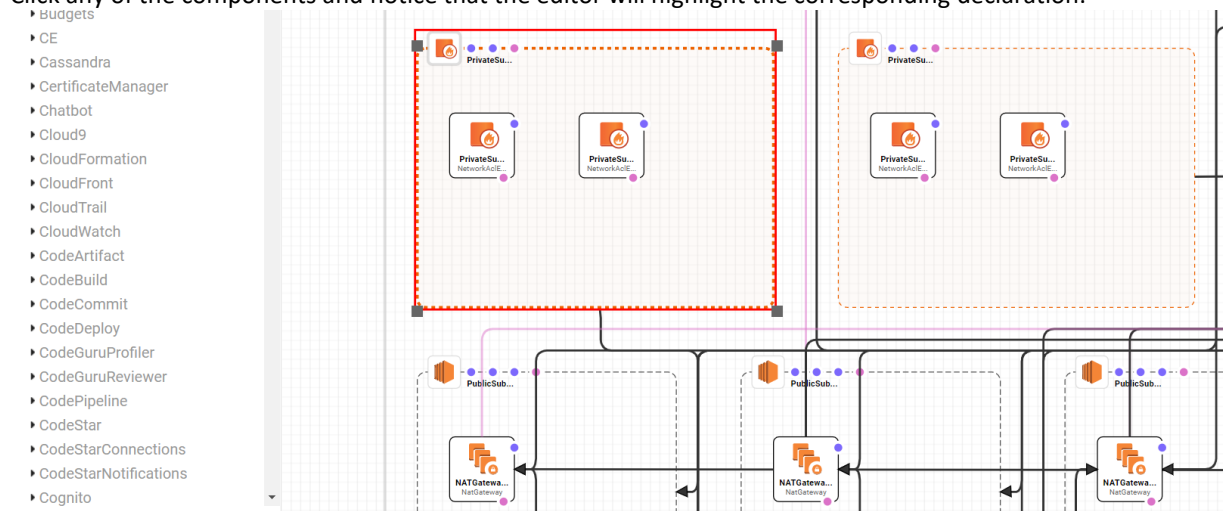 Click any of the components and notice that the editor will highlight the corresponding declaration.
Budgets
CE
Cassandra
CertificateManager
Chatbot
Cloud9
CloudFormation
CloudFront
CloudTrail
CloudWatch
CodeArtifact
CodeBuild
CodeCommit
CodeDeploy
CodeGuruProfiler
CodeGuruReviewer
CodePipeline
CodeStar
CodeStarConnections
CodeStarNotifications
Cognito
PrivateSu...
PrivateSu...
NetworkAclE...
PrivateSu...
NetworkAclE...
PrivateSu...
PrivateSu...
NetworkAclE...
PrivateSu...
NetworkAclE...
PublicSub...
NATGatewa...
NatGateway
PublicSub...
NATGatewa...
NatGateway
PublicSub...
NATGatewa...
NatGateway